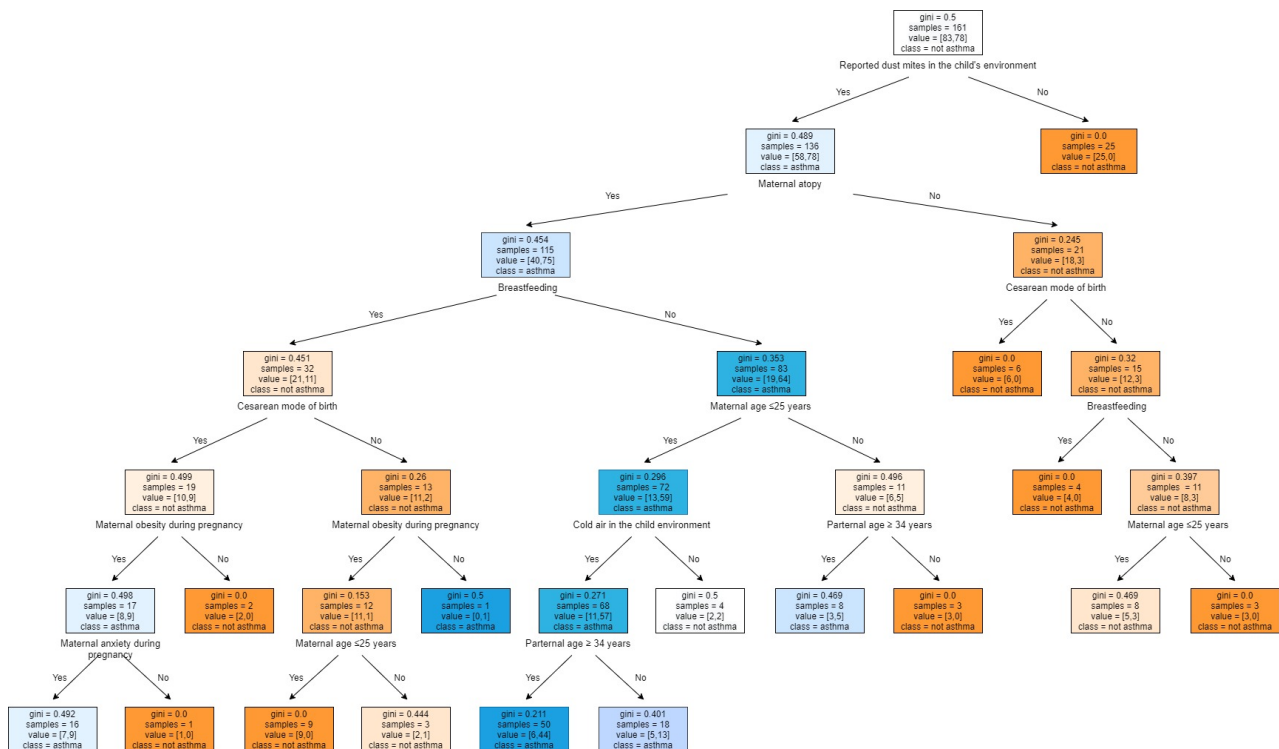 gini = 0.5
samples = 161
value = [83,78]
class = not asthma
Reported dust mites in the child's environment
Yes
No
gini = 0.489
samples = 136
value = [58,78]
class = asthma
Maternal atopy
gini = 0.0
samples = 25
value = [25,0]
class = not asthma
Yes
No
gini = 0.454
samples = 115
value = [40,75]
class = asthma
Breastfeeding
gini = 0.245
samples = 21
value = [18,3]
class = not asthma
Cesarean mode of birth
Yes
No
Yes
No
gini = 0.451
samples = 32
value = [21,11]
class = not asthma
Cesarean mode of birth
gini = 0.353
samples = 83
value = [19,64]
class = asthma
Maternal age ≤25 years
gini = 0.0
samples = 6
value = [6,0]
class = not asthma
gini = 0.32
samples = 15
value = [12,3]
class = not asthma
Breastfeeding
Yes
No
Yes
No
Yes
No
gini = 0.499
samples = 19
value = [10,9]
class = not asthma
Maternal obesity during pregnancy
gini = 0.26
samples = 13
value = [11,2]
class = not asthma
Maternal obesity during pregnancy
gini = 0.296
samples = 72
value = [13,59]
class = asthma
Cold air in the child environment
gini = 0.496
samples = 11
value = [6,5]
class = not asthma
Parternal age ≥ 34 years
gini = 0.0
samples = 4
value = [4,0]
class = not asthma
gini = 0.397
samples = 11
value = [8,3]
class = not asthma
Maternal age ≤25 years
Yes
No
Yes
No
Yes
No
Yes
No
Yes
No
gini = 0.498
samples = 17
value = [8,9]
class = asthma
Maternal anxiety during
pregnancy
gini = 0.0
samples = 2
value = [2,0]
class = not asthma
gini = 0.153
samples = 12
value = [11,1]
class = not asthma
Maternal age ≤25 years
gini = 0.5
samples = 1
value = [0,1]
class = asthma
gini = 0.271
samples = 68
value = [11,57]
class = asthma
Parternal age ≥ 34 years
gini = 0.5
samples = 4
value = [2,2]
class = not asthma
gini = 0.469
samples = 8
value = [3,5]
class = asthma
gini = 0.0
samples = 3
value = [3,0]
class = not asthma
gini = 0.469
samples = 8
value = [5,3]
class = not asthma
gini = 0.0
samples = 3
value = [3,0]
class = not asthma
Yes
No
Yes
No
Yes
No
gini = 0.492
samples = 16
value = [7,9]
class = asthma
gini = 0.0
samples = 1
value = [1,0]
class = not asthma
gini = 0.0
samples = 9
value = [9,0]
class = not asthma
gini = 0.444
samples = 3
value = [2,1]
class = not asthma
gini = 0.211
samples = 50
value = [6,44]
class = asthma
gini = 0.401
samples = 18
value = [5,13]
class = asthma